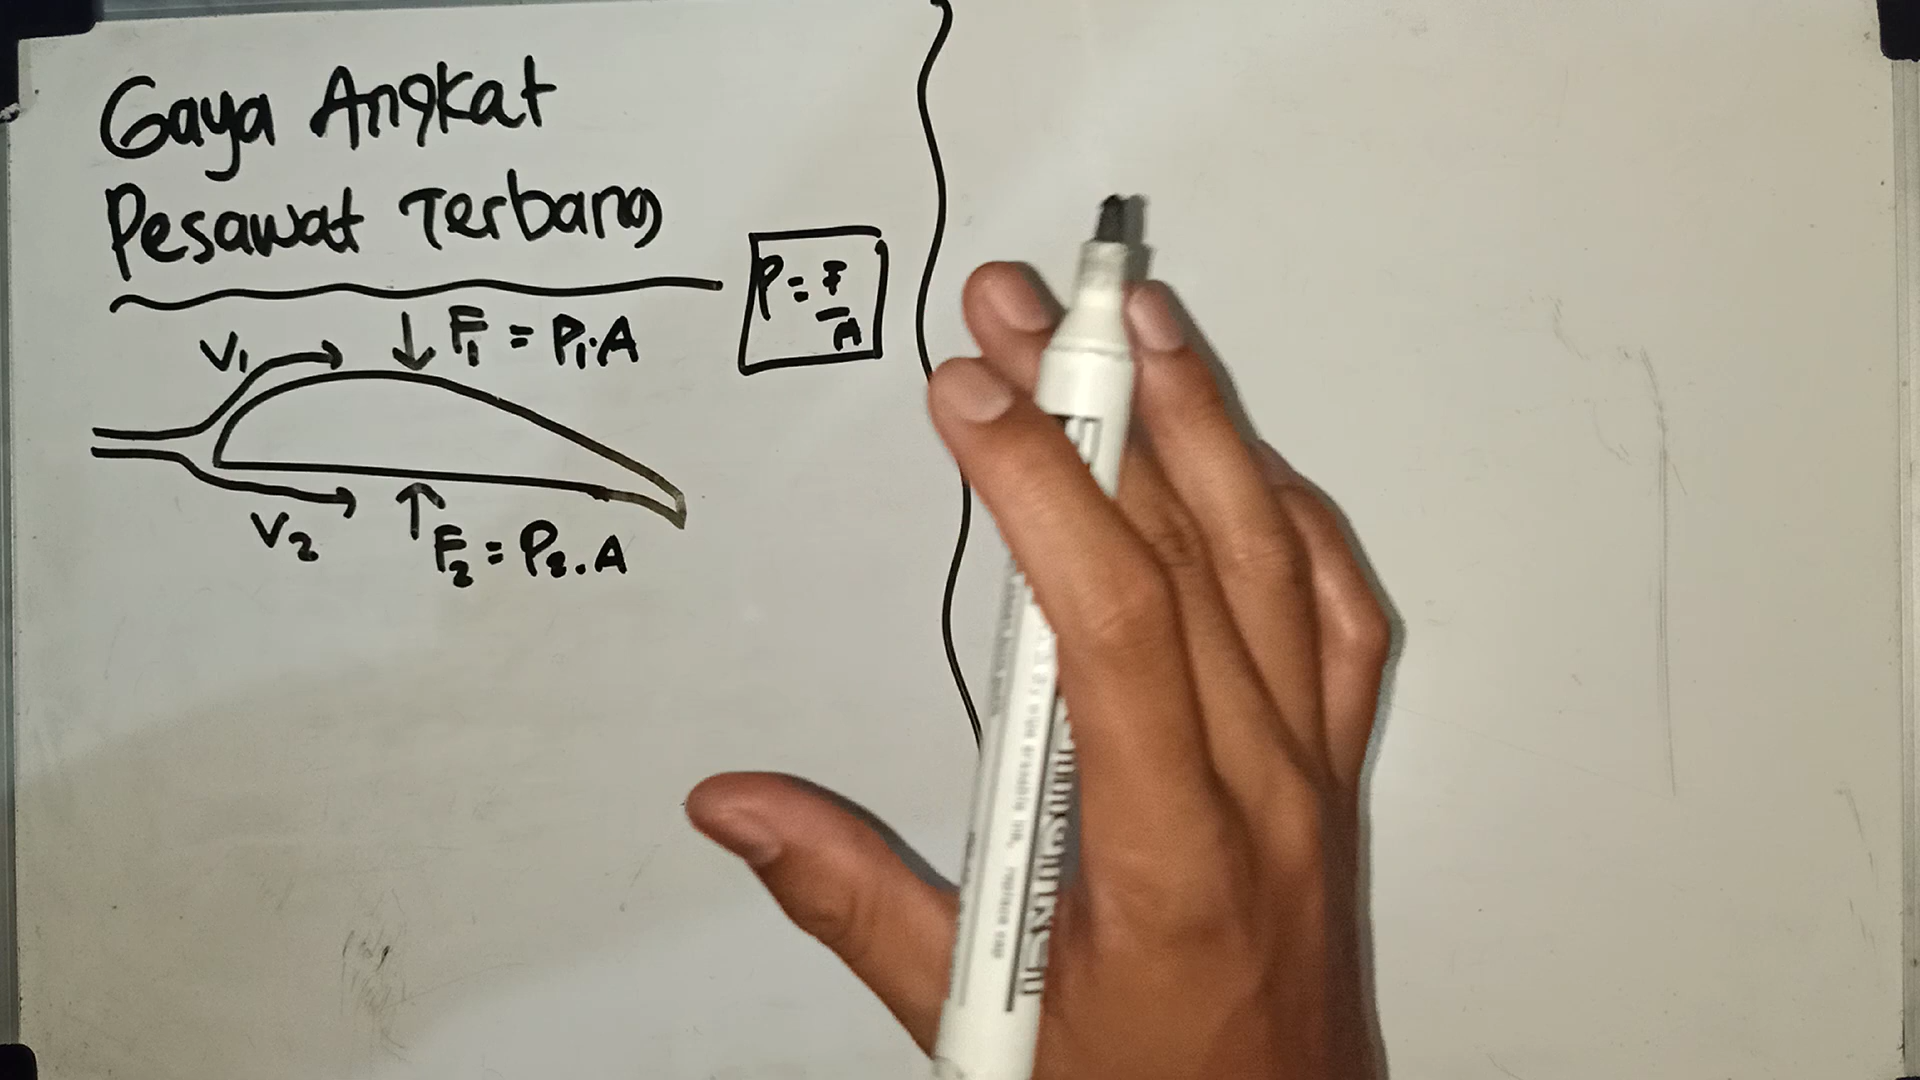 Gaya Angkat
Pesawat Terbang
P = F/A
V₁
F₁ = P₁.A
V₂
F₂ = P₂.A